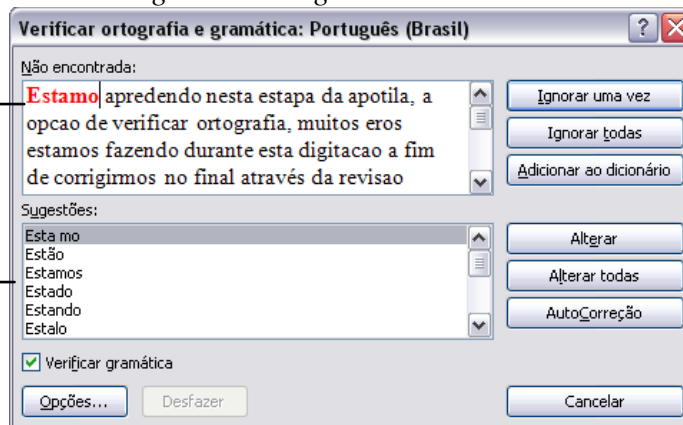 Verificar ortografia e gramática: Português (Brasil)
Não encontrada:
Estamo apredendo nesta estapa da apotila, a
opcao de verificar ortografia, muitos eros
estamos fazendo durante esta digitacao a fim
de corrigirmos no final através da revisao
Ignorar uma vez
Ignorar todas
Adicionar ao dicionário
Sugestões:
Esta mo
Estão
Estamos
Estado
Estando
Estalo
Alterar
Alterar todas
AutoCorreção
Verificar gramática
Opções...
Desfazer
Cancelar